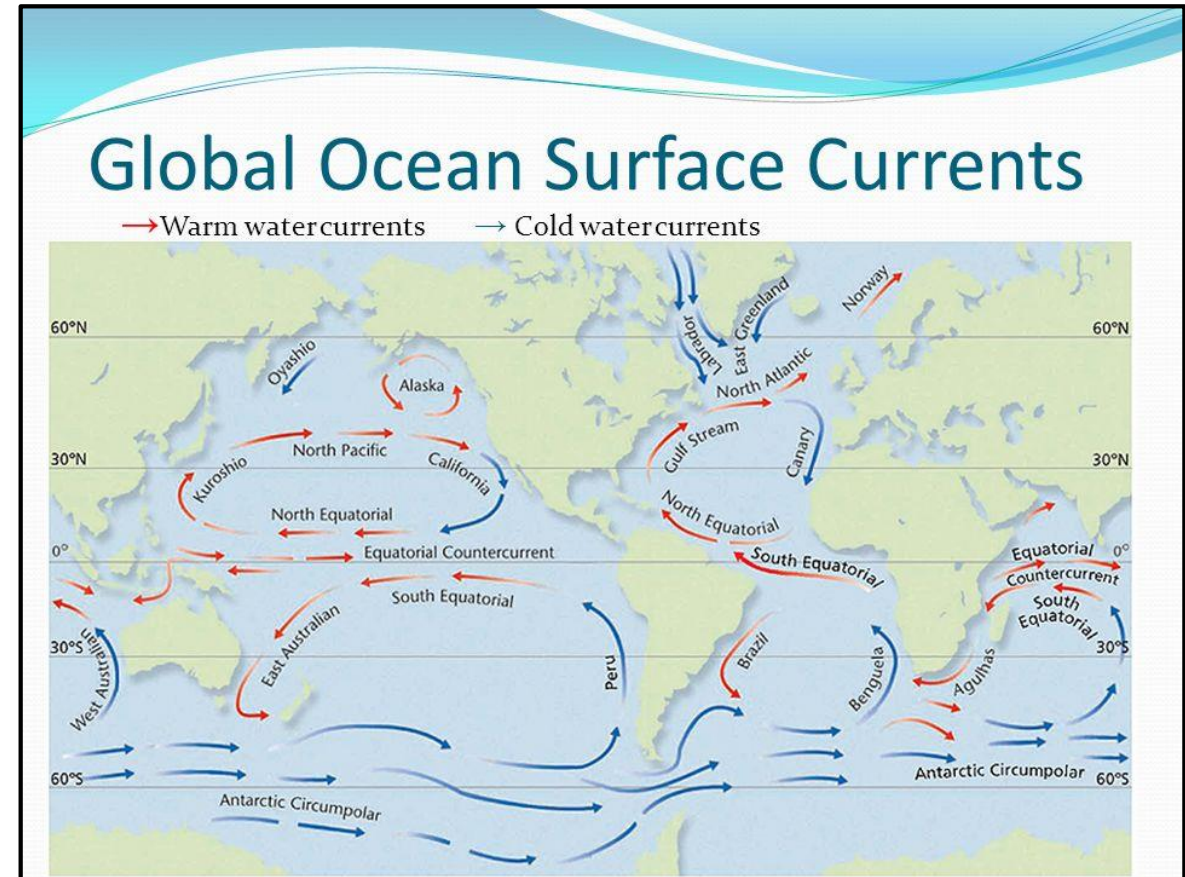 Global Ocean Surface Currents
→Warm water currents → Cold water currents
60°N
60°N
Oyashio
Alaska
Labrador
East Greenland
Norway
North Atlantic
30°N
30°N
Kuroshio
North Pacific
California
Gulf Stream
Canary
North Equatorial
North Equatorial
0°
0°
Equatorial Countercurrent
South Equatorial
Equatorial
Countercurrent
South Equatorial
South
Equatorial
30°S
30°S
West Australian
East Australian
Peru
Brazil
Benguela
Agulhas
60°S
60°S
Antarctic Circumpolar
Antarctic Circumpolar